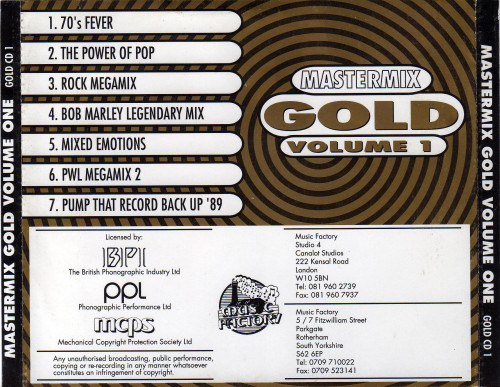 MASTERMIX GOLD VOLUME ONE GOLD CD 1
1. 70's FEVER
2. THE POWER OF POP
3. ROCK MEGAMIX
4. BOB MARLEY LEGENDARY MIX
5. MIXED EMOTIONS
6. PWL MEGAMIX 2
7. PUMP THAT RECORD BACK UP '89
MASTERMIX
GOLD
VOLUME 1
Licensed by:
BPI
The British Phonographic Industry Ltd
PPL
Phonographic Performance Ltd
mcps
Mechanical Copyright Protection Society Ltd
Any unauthorised broadcasting, public performance,
copying or re-recording in any manner whatsoever
constitutes an infringement of copyright.
MUSIC
FACTORY
Music Factory
Studio 4
Canalot Studios
222 Kensal Road
London
W10 5BN
Tel: 081 960 2739
Fax: 081 960 7937
Music Factory
5 / 7 Fitzwilliam Street
Parkgate
Rotherham
South Yorkshire
S62 6EP
Tel: 0709 710022
Fax: 0709 523141
MASTERMIX GOLD VOLUME ONE GOLD CD 1